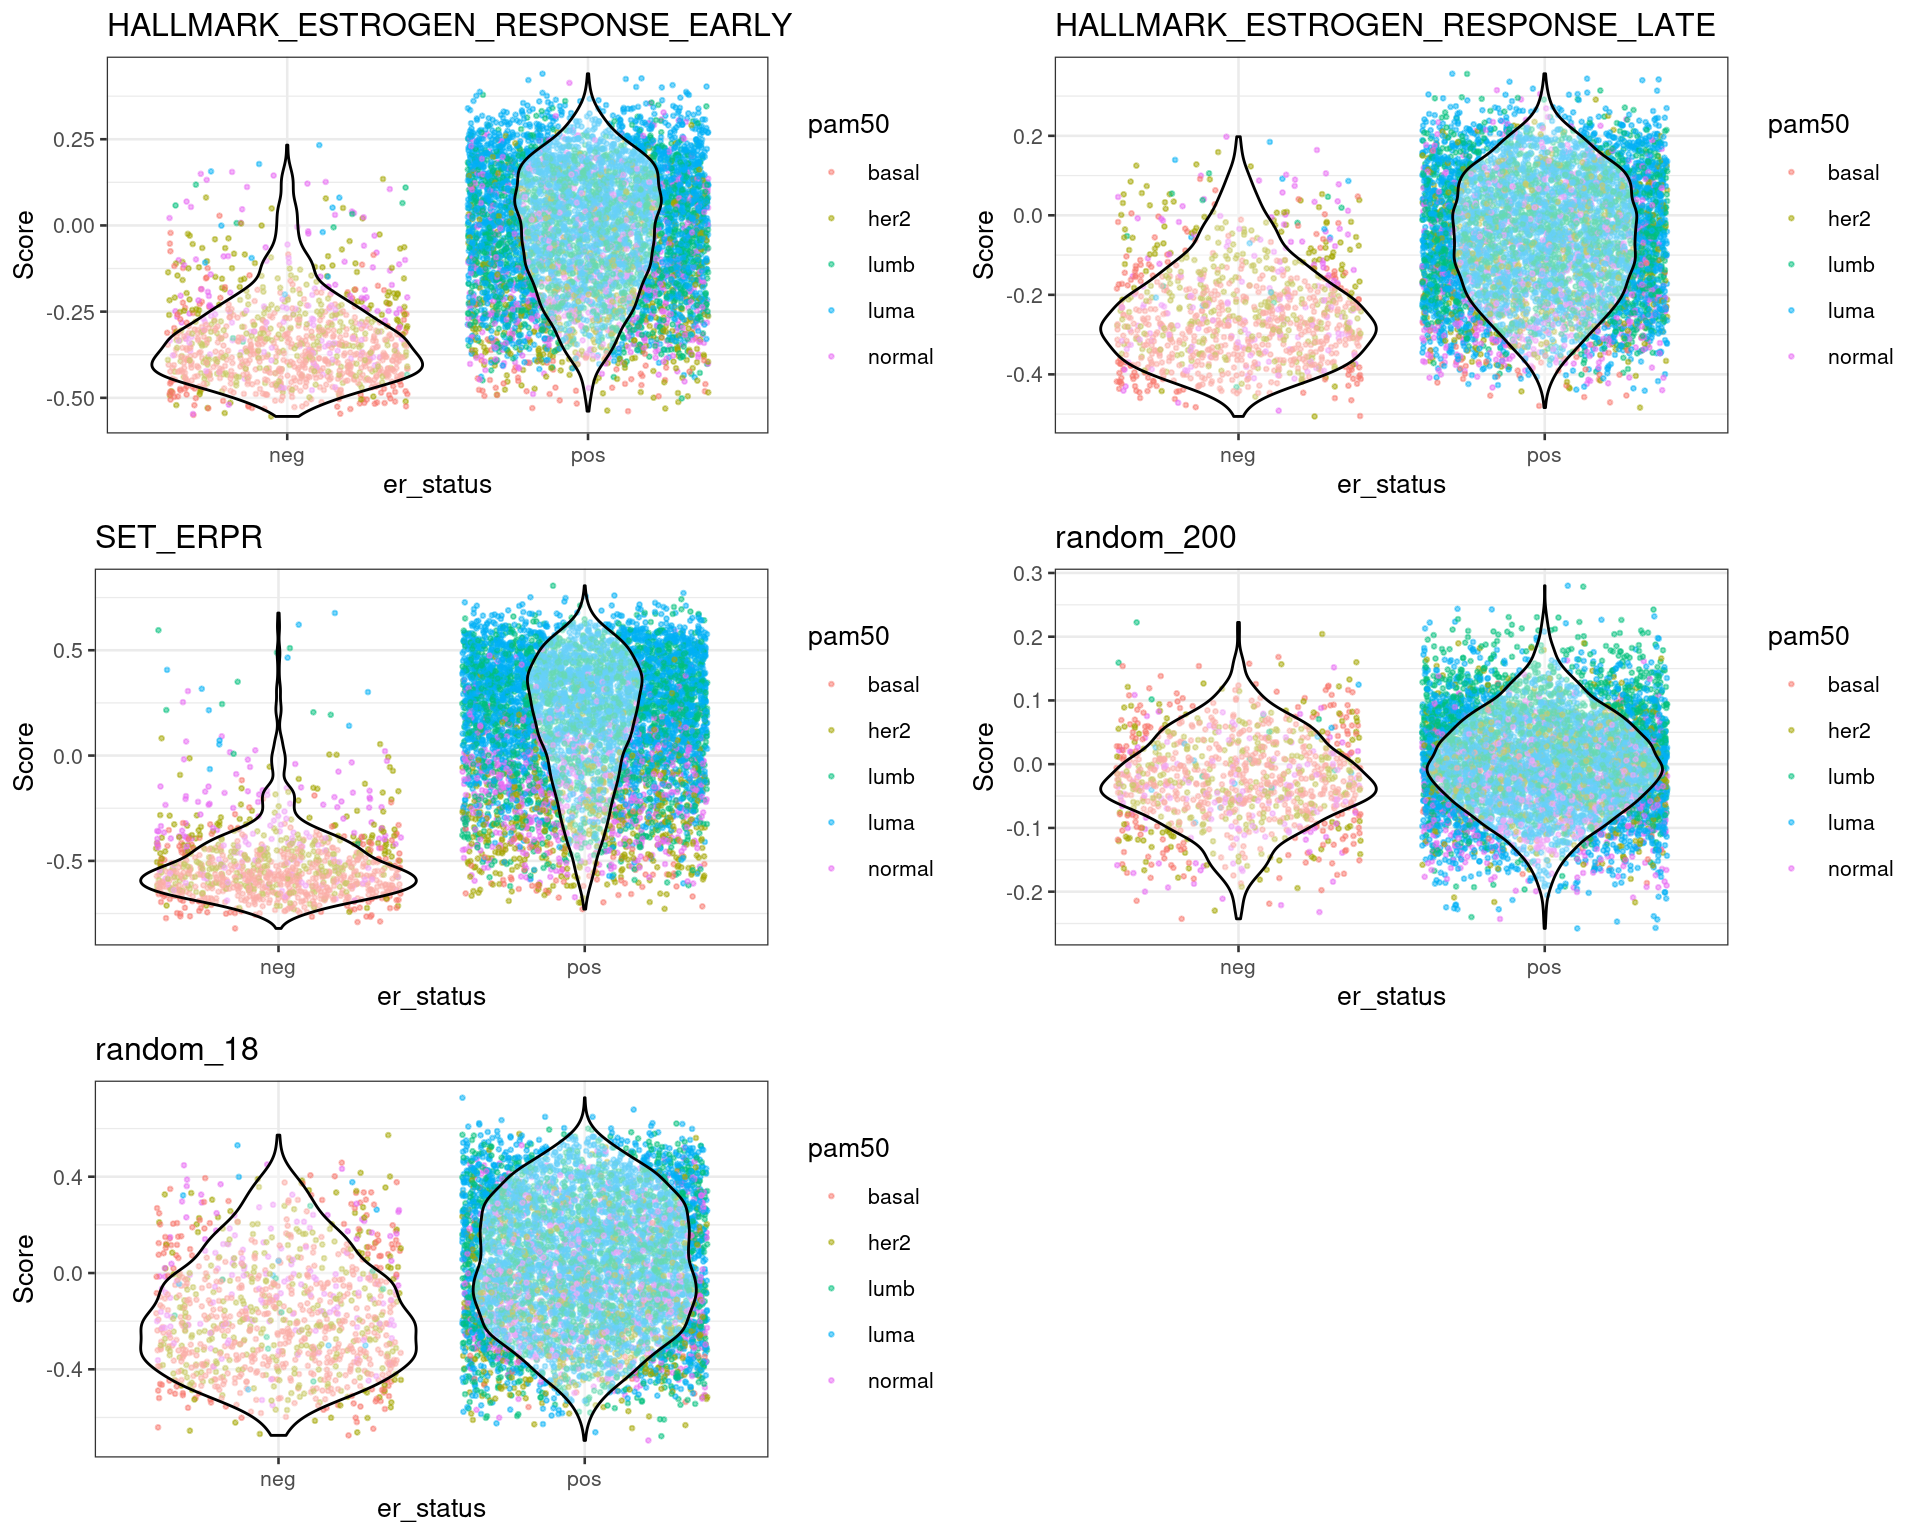 HALLMARK_ESTROGEN_RESPONSE_EARLY
Score
0.25
0.00
-0.25
-0.50
neg
pos
er_status
pam50
basal
her2
lumb
luma
normal
HALLMARK_ESTROGEN_RESPONSE_LATE
Score
0.2
0.0
-0.2
-0.4
neg
pos
er_status
pam50
basal
her2
lumb
luma
normal
SET_ERPR
Score
0.5
0.0
-0.5
neg
pos
er_status
pam50
basal
her2
lumb
luma
normal
random_200
Score
0.3
0.2
0.1
0.0
-0.1
-0.2
neg
pos
er_status
pam50
basal
her2
lumb
luma
normal
random_18
Score
0.4
0.0
-0.4
neg
pos
er_status
pam50
basal
her2
lumb
luma
normal